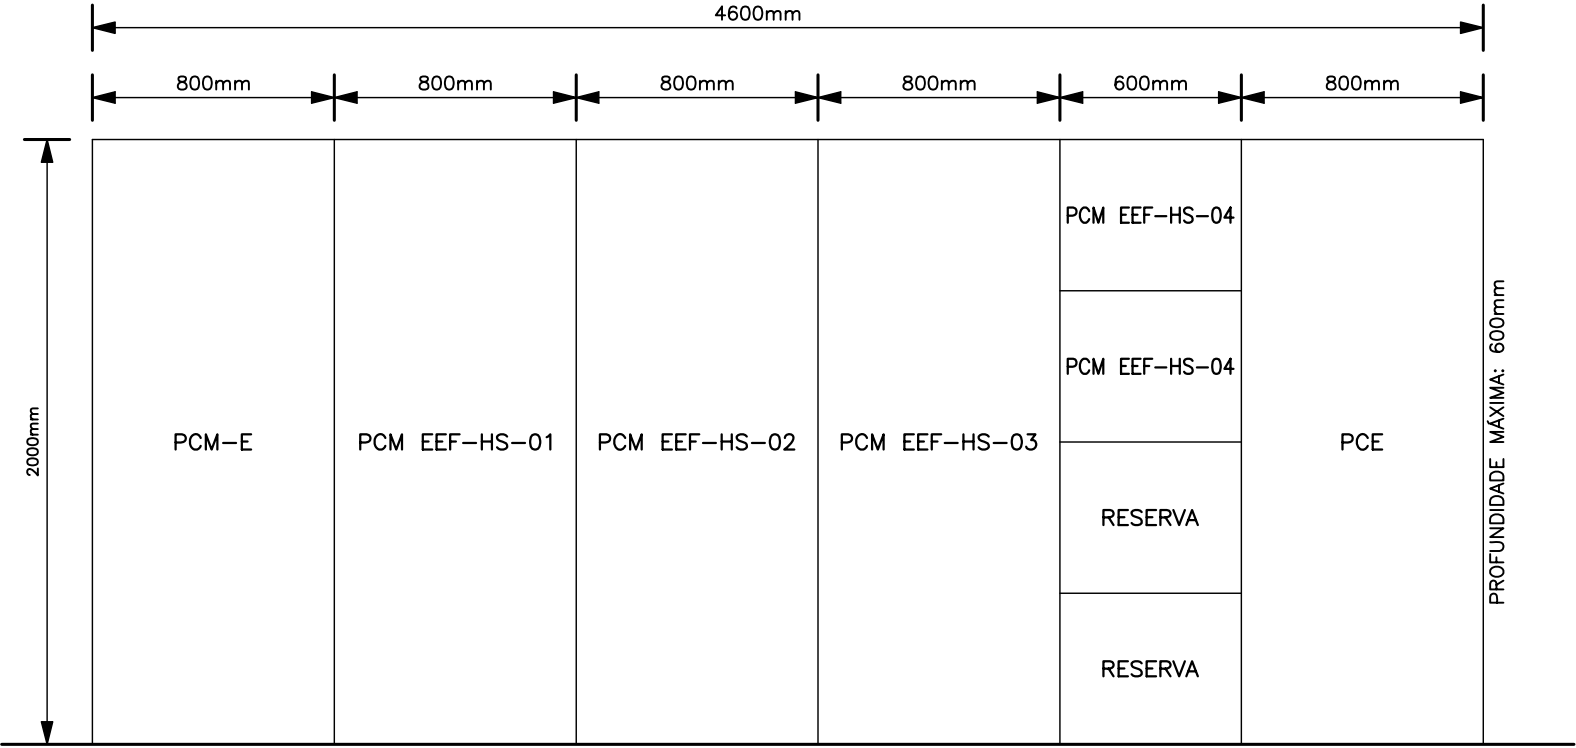 4600mm
800mm
800mm
800mm
800mm
600mm
800mm
2000mm
PCM-E
PCM EEF-HS-01
PCM EEF-HS-02
PCM EEF-HS-03
PCM EEF-HS-04
PCM EEF-HS-04
RESERVA
RESERVA
PCE
PROFUNDIDADE MÁXIMA: 600mm